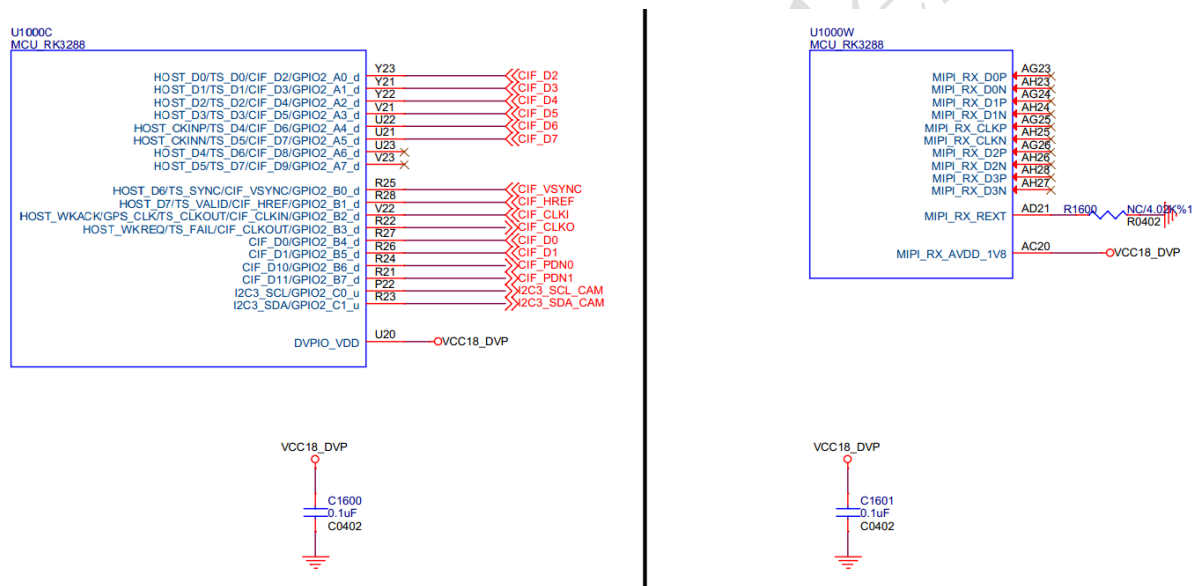 U1000C
MCU_RK3288
HOST_D0/TS_D0/CIF_D2/GPIO2_A0_d Y23 CIF_D2
HOST_D1/TS_D1/CIF_D3/GPIO2_A1_d Y21 CIF_D3
HOST_D2/TS_D2/CIF_D4/GPIO2_A2_d Y22 CIF_D4
HOST_D3/TS_D3/CIF_D5/GPIO2_A3_d V21 CIF_D5
HOST_CKINP/TS_D4/CIF_D6/GPIO2_A4_d U22 CIF_D6
HOST_CKINN/TS_D5/CIF_D7/GPIO2_A5_d U21 CIF_D7
HOST_D4/TS_D6/CIF_D8/GPIO2_A6_d U23
HOST_D5/TS_D7/CIF_D9/GPIO2_A7_d V23
HOST_D6/TS_SYNC/CIF_VSYNC/GPIO2_B0_d R25 CIF_VSYNC
HOST_D7/TS_VALID/CIF_HREF/GPIO2_B1_d R28 CIF_HREF
HOST_WKACK/GPS_CLK/TS_CLKOUT/CIF_CLKIN/GPIO2_B2_d V22 CIF_CLKI
HOST_WKREQ/TS_FAIL/CIF_CLKOUT/GPIO2_B3_d R22 CIF_CLKO
CIF_D0/GPIO2_B4_d R27 CIF_D0
CIF_D1/GPIO2_B5_d R26 CIF_D1
CIF_D10/GPIO2_B6_d R24 CIF_PDN0
CIF_D11/GPIO2_B7_d R21 CIF_PDN1
I2C3_SCL/GPIO2_C0_u P22 I2C3_SCL_CAM
I2C3_SDA/GPIO2_C1_u R23 I2C3_SDA_CAM
DVPIO_VDD U20 VCC18_DVP
VCC18_DVP
C1600
0.1uF
C0402
U1000W
MCU_RK3288
MIPI_RX_D0P AG23
MIPI_RX_D0N AH23
MIPI_RX_D1P AG24
MIPI_RX_D1N AH24
MIPI_RX_CLKP AG25
MIPI_RX_CLKN AH25
MIPI_RX_D2P AG26
MIPI_RX_D2N AH26
MIPI_RX_D3P AH28
MIPI_RX_D3N AH27
MIPI_RX_REXT AD21 R1600 NC/4.02K%1
R0402
MIPI_RX_AVDD_1V8 AC20 VCC18_DVP
VCC18_DVP
C1601
0.1uF
C0402